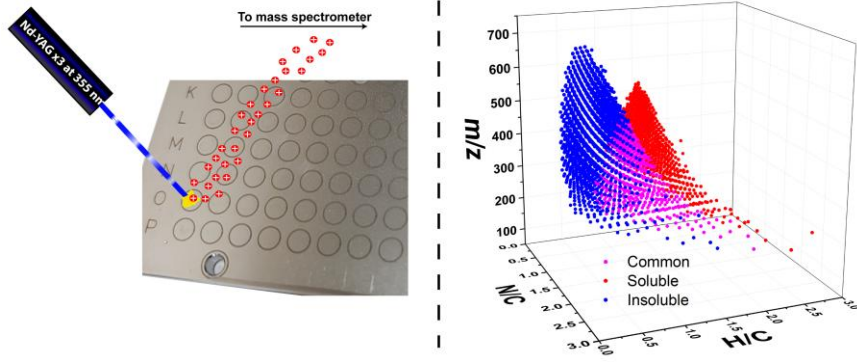 To mass spectrometer
Nd-YAG x3 at 355 nm
K
L
M
N
O
P
m/z
700
600
500
400
300
200
100
0.0
0.5
1.0
1.5
2.0
2.5
3.0
N/C
0.0
0.5
1.0
1.5
2.0
2.5
3.0
H/C
Common
Soluble
Insoluble